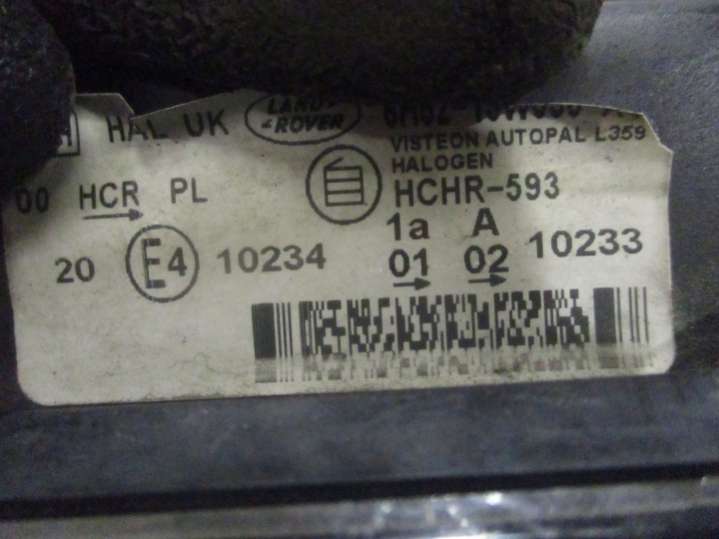 HAL UK
LAND ROVER
VISTEON AUTOPAL L359
HALOGEN
00 HCR PL
HCHR-593
1a A
20 E4 10234
01 02 10233